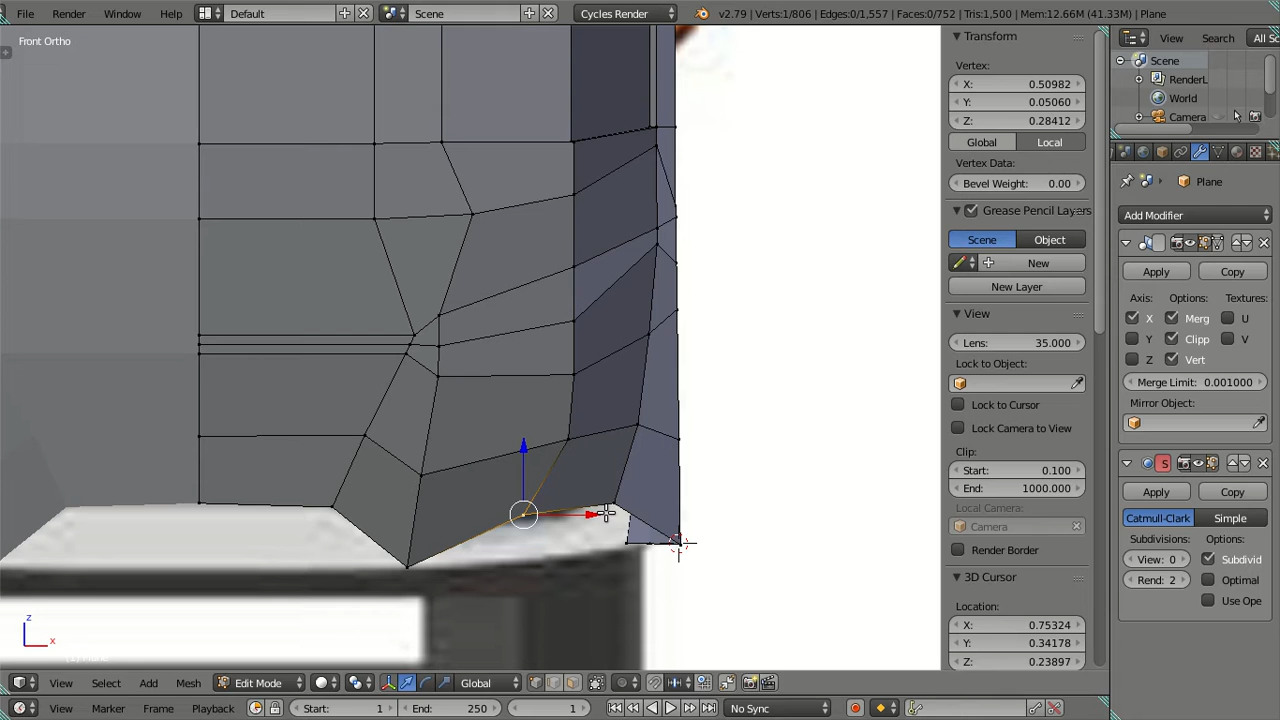 File Render Window Help Default Scene Cycles Render v2.79 | Verts:1/806 | Edges:0/1,557 | Faces:0/752 | Tris:1,500 | Mem:12.66M (41.33M) | Plane
Front Ortho
Transform
Vertex:
X: 0.50982
Y: 0.05060
Z: 0.28412
Global Local
Vertex Data:
Bevel Weight: 0.00
Grease Pencil Layers
Scene Object
New
New Layer
View
Lens: 35.000
Lock to Object:
Lock to Cursor
Lock Camera to View
Clip:
Start: 0.100
End: 1000.000
Local Camera:
Camera
Render Border
3D Cursor
Location:
X: 0.75324
Y: 0.34178
Z: 0.23897
View Search All Sc
Scene
RenderL
World
Camera
Plane
Add Modifier
Apply Copy
Axis: Options: Textures:
X Merg U
Y Clipp V
Z Vert
Merge Limit: 0.001000
Mirror Object:
S
Apply Copy
Catmull-Clark Simple
Subdivisions: Options:
View: 0 Subdivid
Rend: 2 Optimal
Use Ope
z
x
View Select Add Mesh Edit Mode Global
View Marker Frame Playback Start: 1 End: 250 1 No Sync